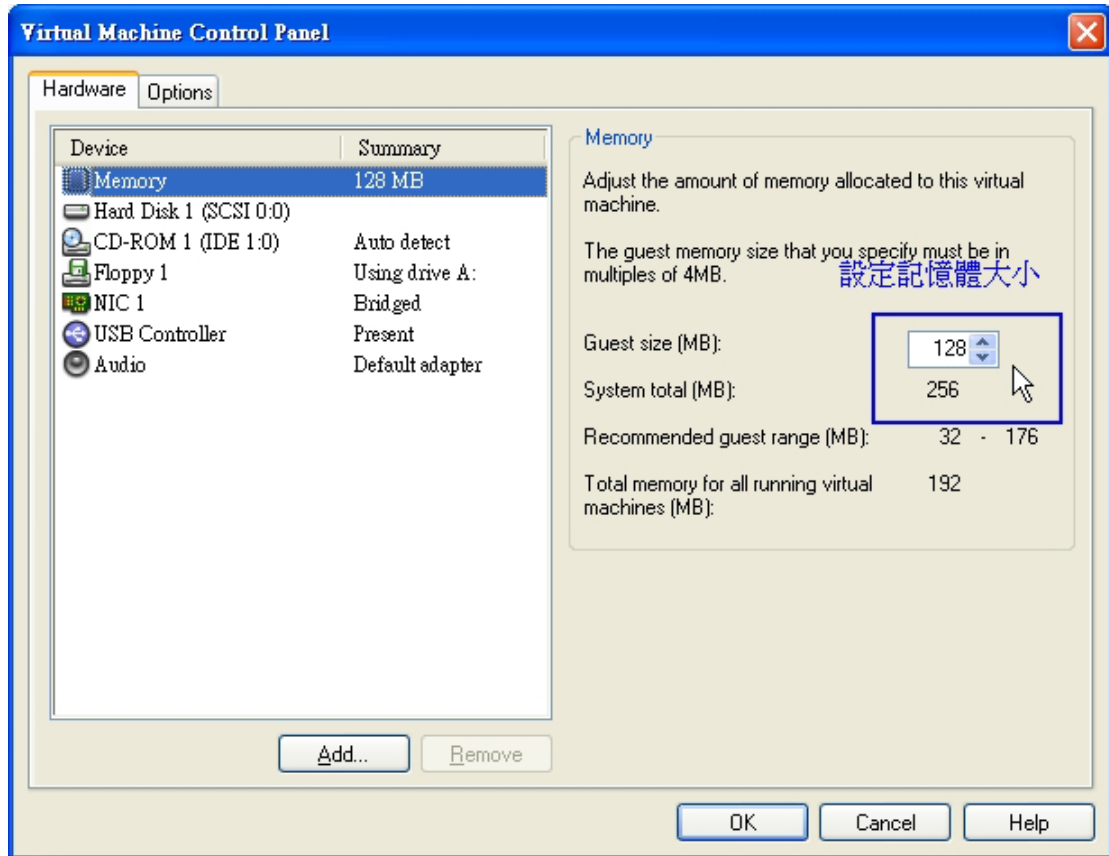 Virtual Machine Control Panel
Hardware
Options
Device Summary
Memory 128 MB
Hard Disk 1 (SCSI 0:0)
CD-ROM 1 (IDE 1:0) Auto detect
Floppy 1 Using drive A:
NIC 1 Bridged
USB Controller Present
Audio Default adapter
Add...
Remove
Memory
Adjust the amount of memory allocated to this virtual
machine.
The guest memory size that you specify must be in
multiples of 4MB.
設定記憶體大小
Guest size (MB): 128
System total (MB): 256
Recommended guest range (MB): 32 - 176
Total memory for all running virtual 192
machines (MB):
OK
Cancel
Help